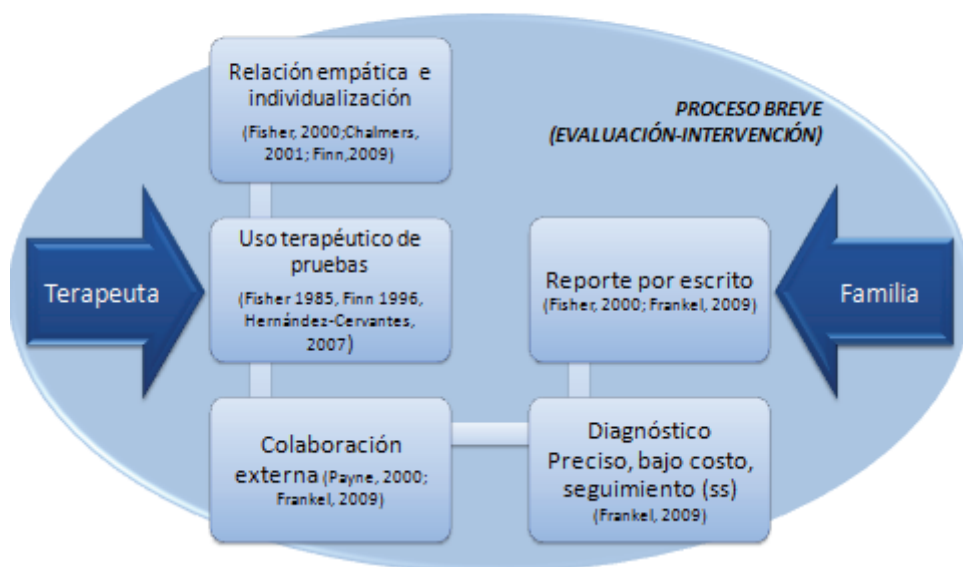 Relación empática e
individualización
(Fisher, 2000;Chalmers,
2001; Finn,2009)
PROCESO BREVE
(EVALUACIÓN-INTERVENCIÓN)
Terapeuta
Uso terapéutico de
pruebas
(Fisher 1985, Finn 1996,
Hernández-Cervantes,
2007)
Reporte por escrito
(Fisher, 2000; Frankel, 2009)
Familia
Colaboración
externa (Payne, 2000;
Frankel, 2009)
Diagnóstico
Preciso, bajo costo,
seguimiento (ss)
(Frankel, 2009)